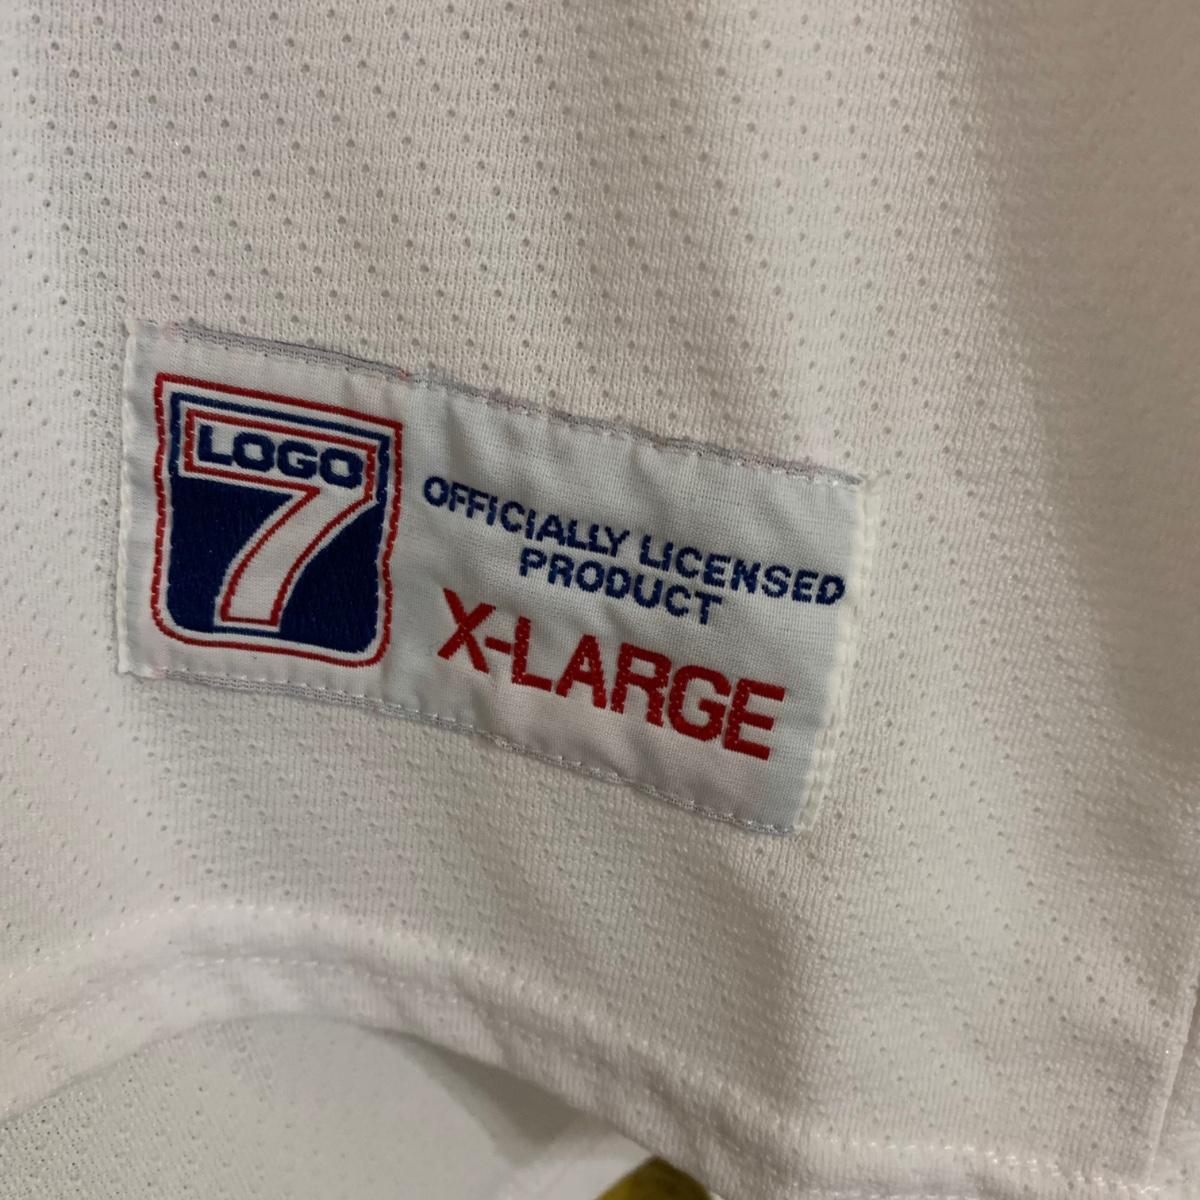 LOGO
7
OFFICIALLY LICENSED
PRODUCT
X-LARGE